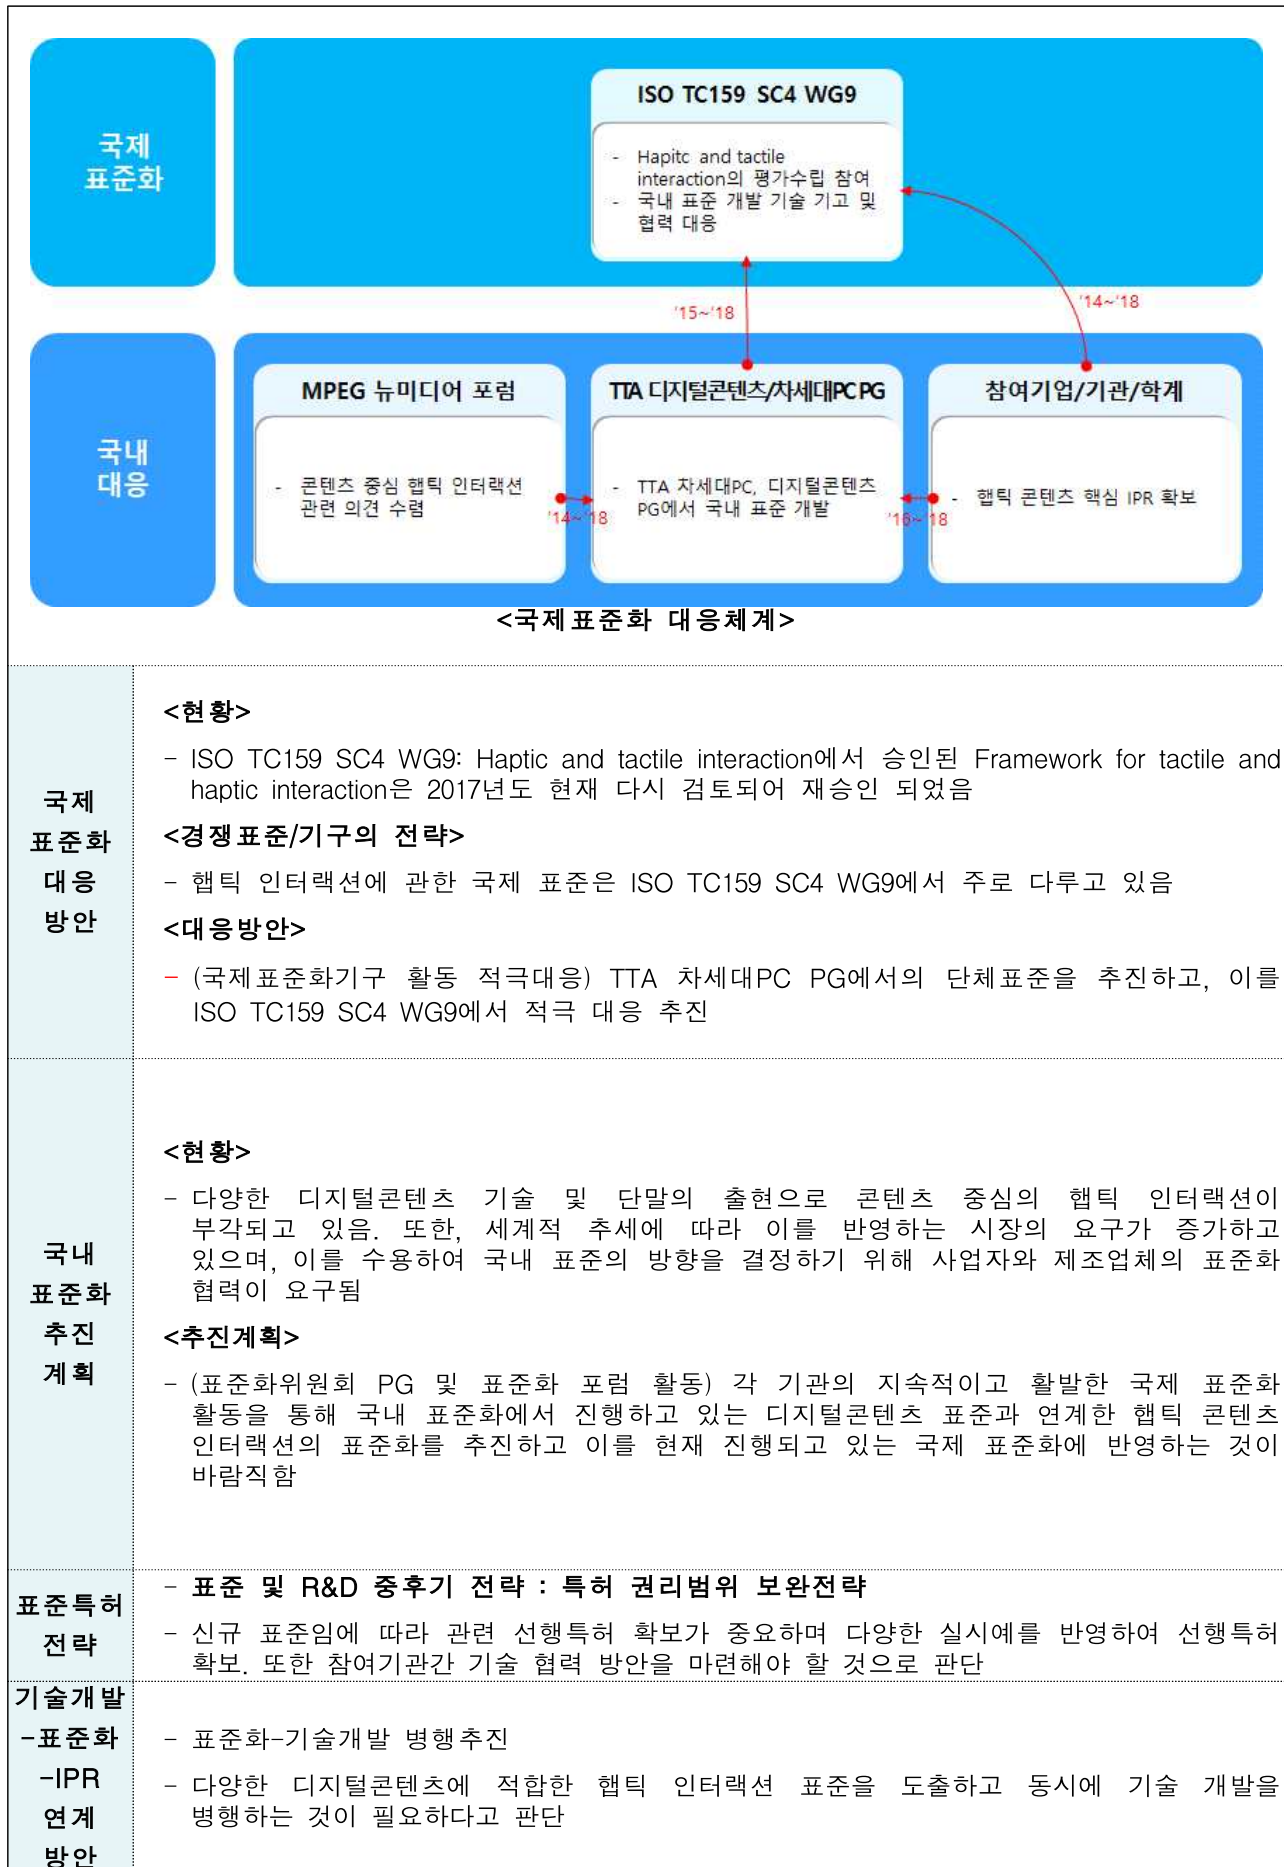 국제
표준화
ISO TC159 SC4 WG9
- Hapitc and tactile
interaction의 평가수립 참여
- 국내 표준 개발 기술 기고 및
협력 대응
'15~'18
'14~'18
국내
대응
MPEG 뉴미디어 포럼
- 콘텐츠 중심 햅틱 인터랙션
관련 의견 수렴
'14~'18
TTA 디지털콘텐츠/차세대PC PG
- TTA 차세대PC, 디지털콘텐츠
PG에서 국내 표준 개발
'16~'18
참여기업/기관/학계
- 햅틱 콘텐츠 핵심 IPR 확보
<국제표준화 대응체계>
국제
표준화
대응
방안
<현황>
- ISO TC159 SC4 WG9: Haptic and tactile interaction에서 승인된 Framework for tactile and
haptic interaction은 2017년도 현재 다시 검토되어 재승인 되었음
<경쟁표준/기구의 전략>
- 햅틱 인터랙션에 관한 국제 표준은 ISO TC159 SC4 WG9에서 주로 다루고 있음
<대응방안>
- (국제표준화기구 활동 적극대응) TTA 차세대PC PG에서의 단체표준을 추진하고, 이를
ISO TC159 SC4 WG9에서 적극 대응 추진
국내
표준화
추진
계획
<현황>
- 다양한 디지털콘텐츠 기술 및 단말의 출현으로 콘텐츠 중심의 햅틱 인터랙션이
부각되고 있음. 또한, 세계적 추세에 따라 이를 반영하는 시장의 요구가 증가하고
있으며, 이를 수용하여 국내 표준의 방향을 결정하기 위해 사업자와 제조업체의 표준화
협력이 요구됨
<추진계획>
- (표준화위원회 PG 및 표준화 포럼 활동) 각 기관의 지속적이고 활발한 국제 표준화
활동을 통해 국내 표준화에서 진행하고 있는 디지털콘텐츠 표준과 연계한 햅틱 콘텐츠
인터랙션의 표준화를 추진하고 이를 현재 진행되고 있는 국제 표준화에 반영하는 것이
바람직함
표준특허
전략
- 표준 및 R&D 중후기 전략 : 특허 권리범위 보완전략
- 신규 표준임에 따라 관련 선행특허 확보가 중요하며 다양한 실시예를 반영하여 선행특허
확보. 또한 참여기관간 기술 협력 방안을 마련해야 할 것으로 판단
기술개발
-표준화
-IPR
연계
방안
- 표준화-기술개발 병행추진
- 다양한 디지털콘텐츠에 적합한 햅틱 인터랙션 표준을 도출하고 동시에 기술 개발을
병행하는 것이 필요하다고 판단